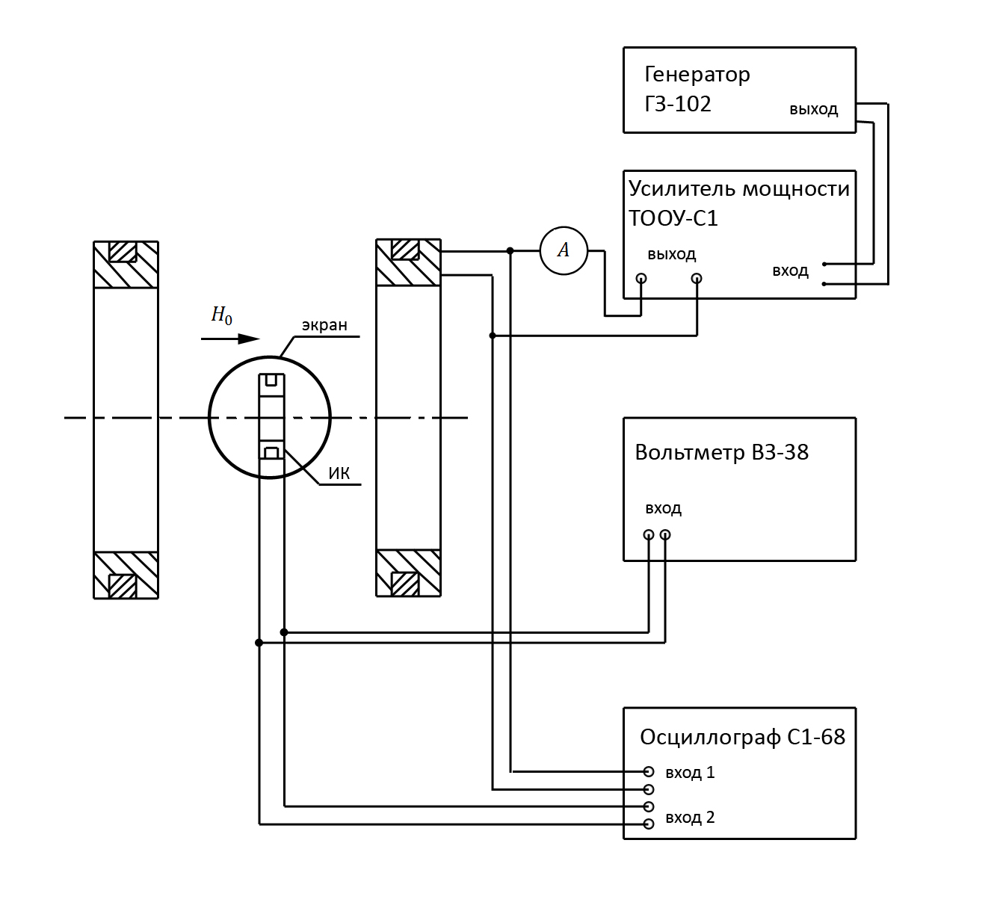 Генератор
ГЗ-102
выход
Усилитель мощности
ТООУ-С1
выход
вход
A
H₀
экран
ИК
Вольтметр ВЗ-38
вход
Осциллограф С1-68
вход 1
вход 2